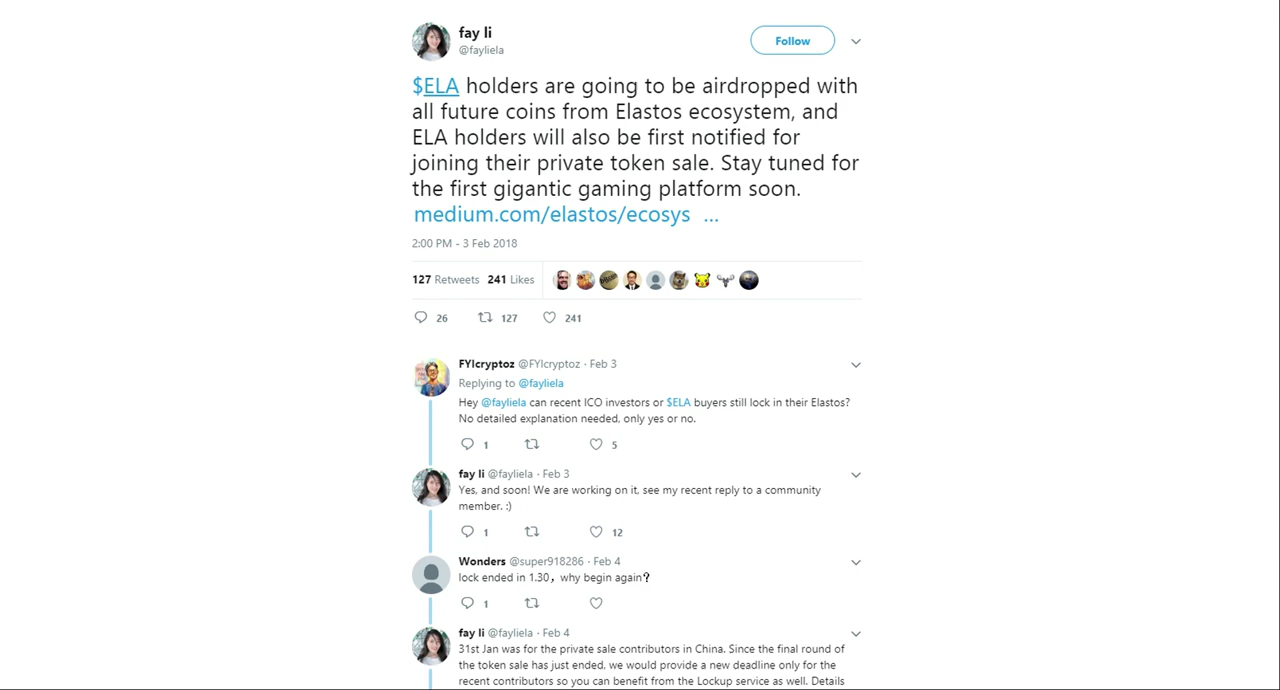 fay li
@fayliela
Follow
$ELA holders are going to be airdropped with
all future coins from Elastos ecosystem, and
ELA holders will also be first notified for
joining their private token sale. Stay tuned for
the first gigantic gaming platform soon.
medium.com/elastos/ecosys …
2:00 PM - 3 Feb 2018
127 Retweets 241 Likes
26 127 241
FYIcryptoz @FYIcryptoz · Feb 3
Replying to @fayliela
Hey @fayliela can recent ICO investors or $ELA buyers still lock in their Elastos?
No detailed explanation needed, only yes or no.
1 5
fay li @fayliela · Feb 3
Yes, and soon! We are working on it, see my recent reply to a community
member. :)
1 12
Wonders @super918286 · Feb 4
lock ended in 1.30，why begin again？
1
fay li @fayliela · Feb 4
31st Jan was for the private sale contributors in China. Since the final round of
the token sale has just ended, we would provide a new deadline only for the
recent contributors so you can benefit from the Lockup service as well. Details